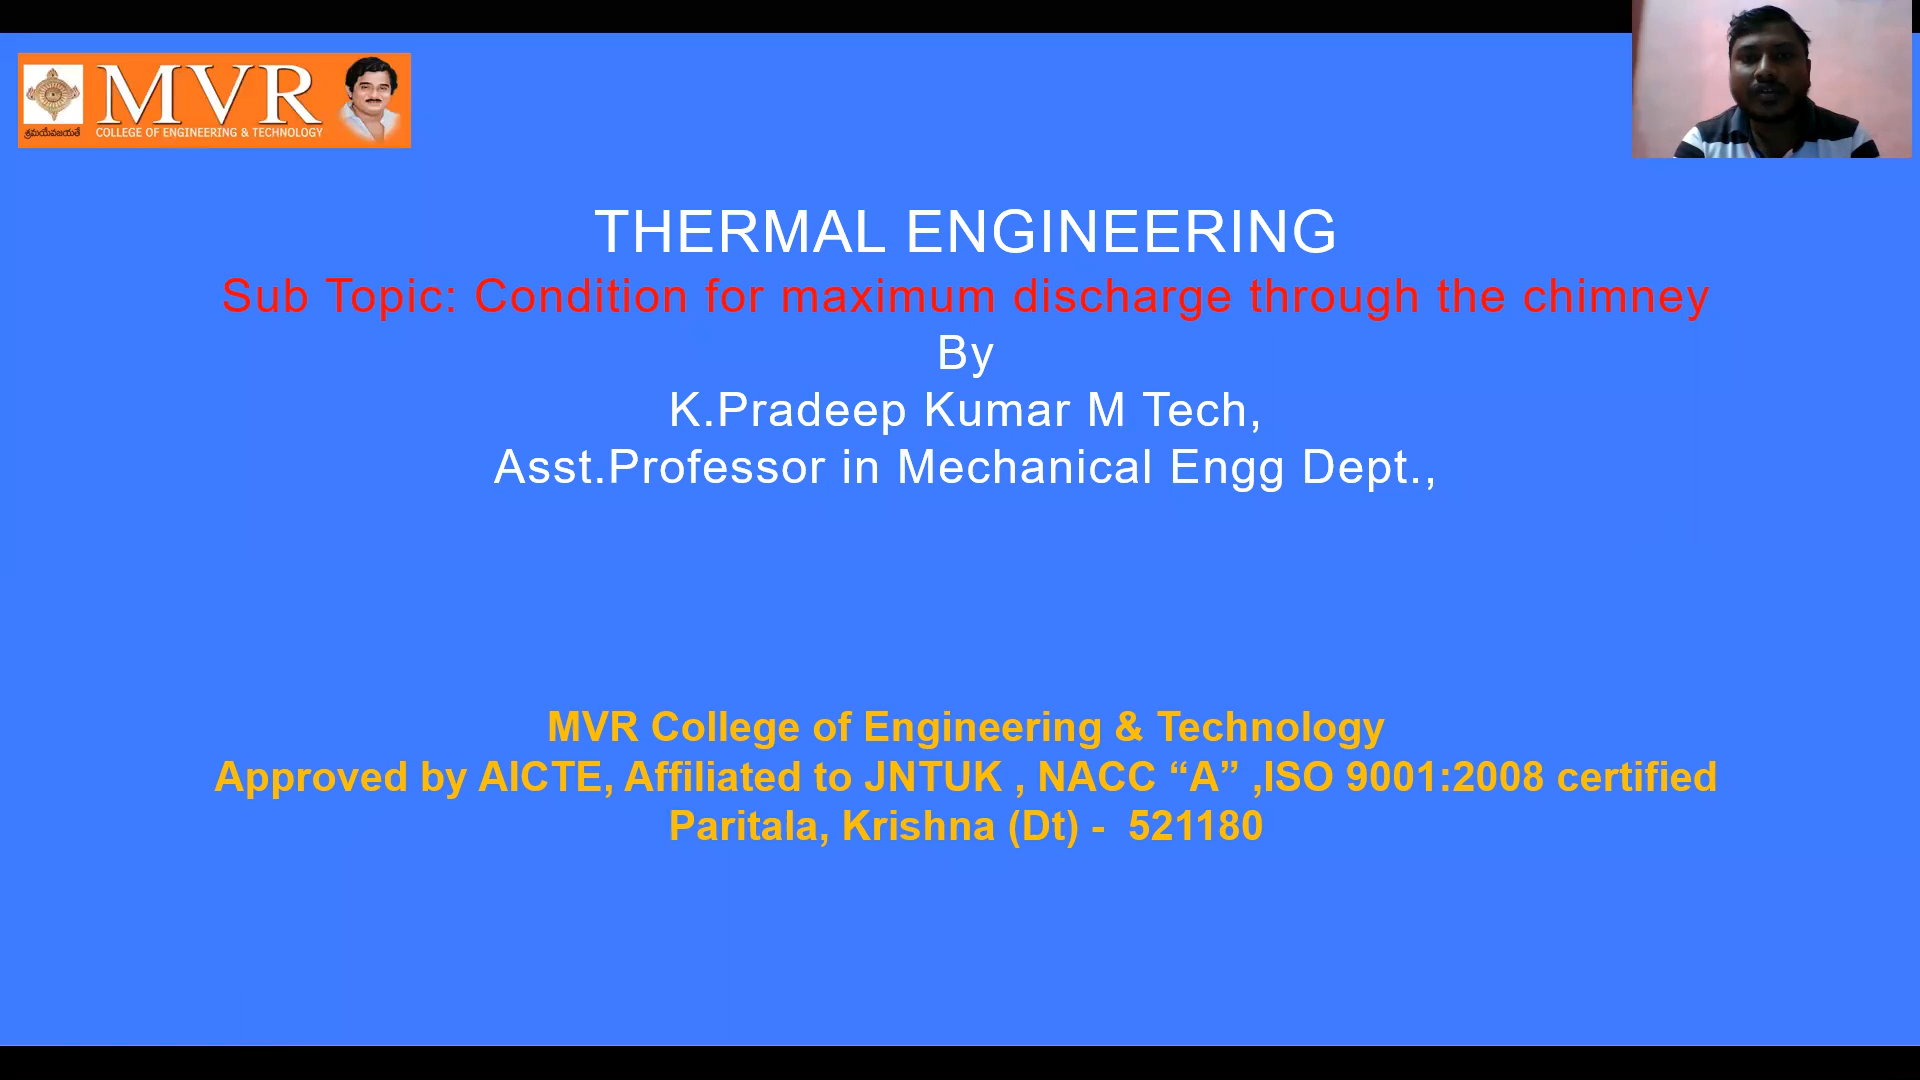 MVR
COLLEGE OF ENGINEERING & TECHNOLOGY
శ్రమయేవజయతే
THERMAL ENGINEERING
Sub Topic: Condition for maximum discharge through the chimney
By
K.Pradeep Kumar M Tech,
Asst.Professor in Mechanical Engg Dept.,
MVR College of Engineering & Technology
Approved by AICTE, Affiliated to JNTUK , NACC “A” ,ISO 9001:2008 certified
Paritala, Krishna (Dt) - 521180